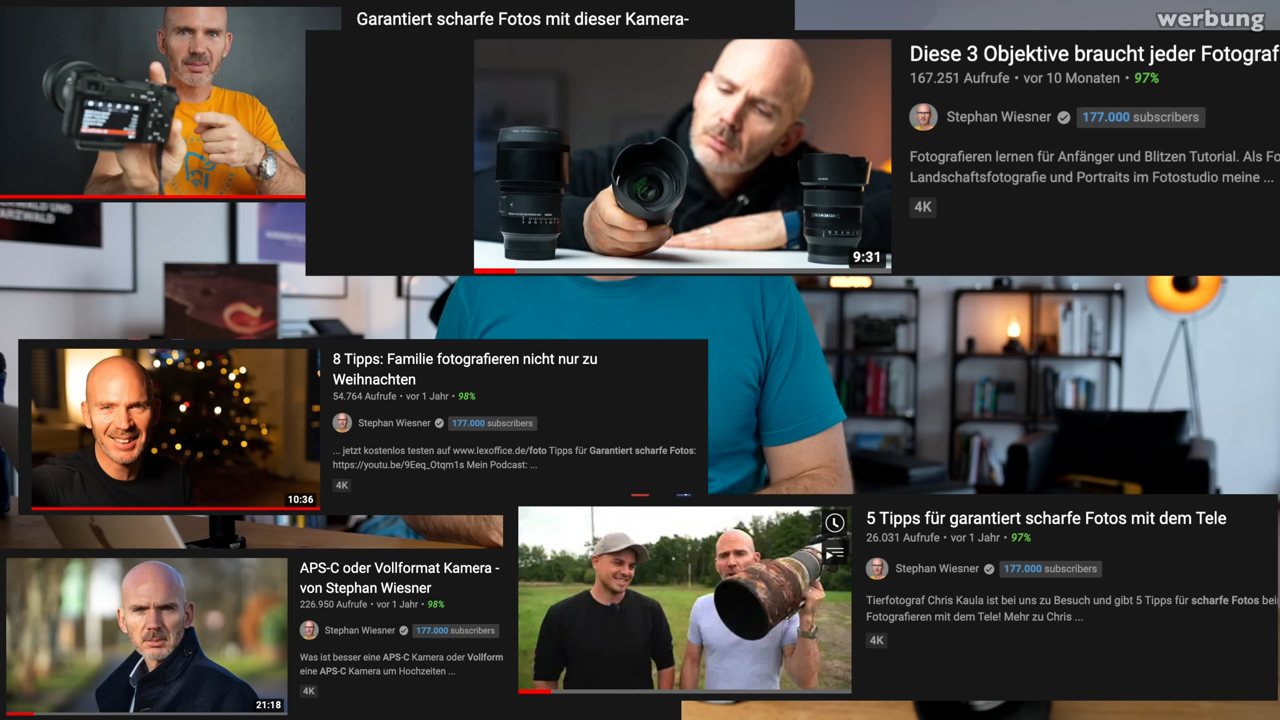 Garantiert scharfe Fotos mit dieser Kamera-
werbung
Diese 3 Objektive braucht jeder Fotograf
167.251 Aufrufe • vor 10 Monaten • 97%
Stephan Wiesner 177.000 subscribers
Fotografieren lernen für Anfänger und Blitzen Tutorial. Als Fo
Landschaftsfotografie und Portraits im Fotostudio meine ...
4K
9:31
8 Tipps: Familie fotografieren nicht nur zu
Weihnachten
54.764 Aufrufe • vor 1 Jahr • 98%
Stephan Wiesner 177.000 subscribers
... jetzt kostenlos testen auf www.lexoffice.de/foto Tipps für Garantiert scharfe Fotos:
https://youtu.be/9Eeq_Otqm1s Mein Podcast: ...
4K
10:36
5 Tipps für garantiert scharfe Fotos mit dem Tele
26.031 Aufrufe • vor 1 Jahr • 97%
Stephan Wiesner 177.000 subscribers
Tierfotograf Chris Kaula ist bei uns zu Besuch und gibt 5 Tipps für scharfe Fotos bei
Fotografieren mit dem Tele! Mehr zu Chris ...
4K
APS-C oder Vollformat Kamera -
von Stephan Wiesner
226.950 Aufrufe • vor 1 Jahr • 98%
Stephan Wiesner 177.000 subscribers
Was ist besser eine APS-C Kamera oder Vollform
eine APS-C Kamera um Hochzeiten ...
4K
21:18